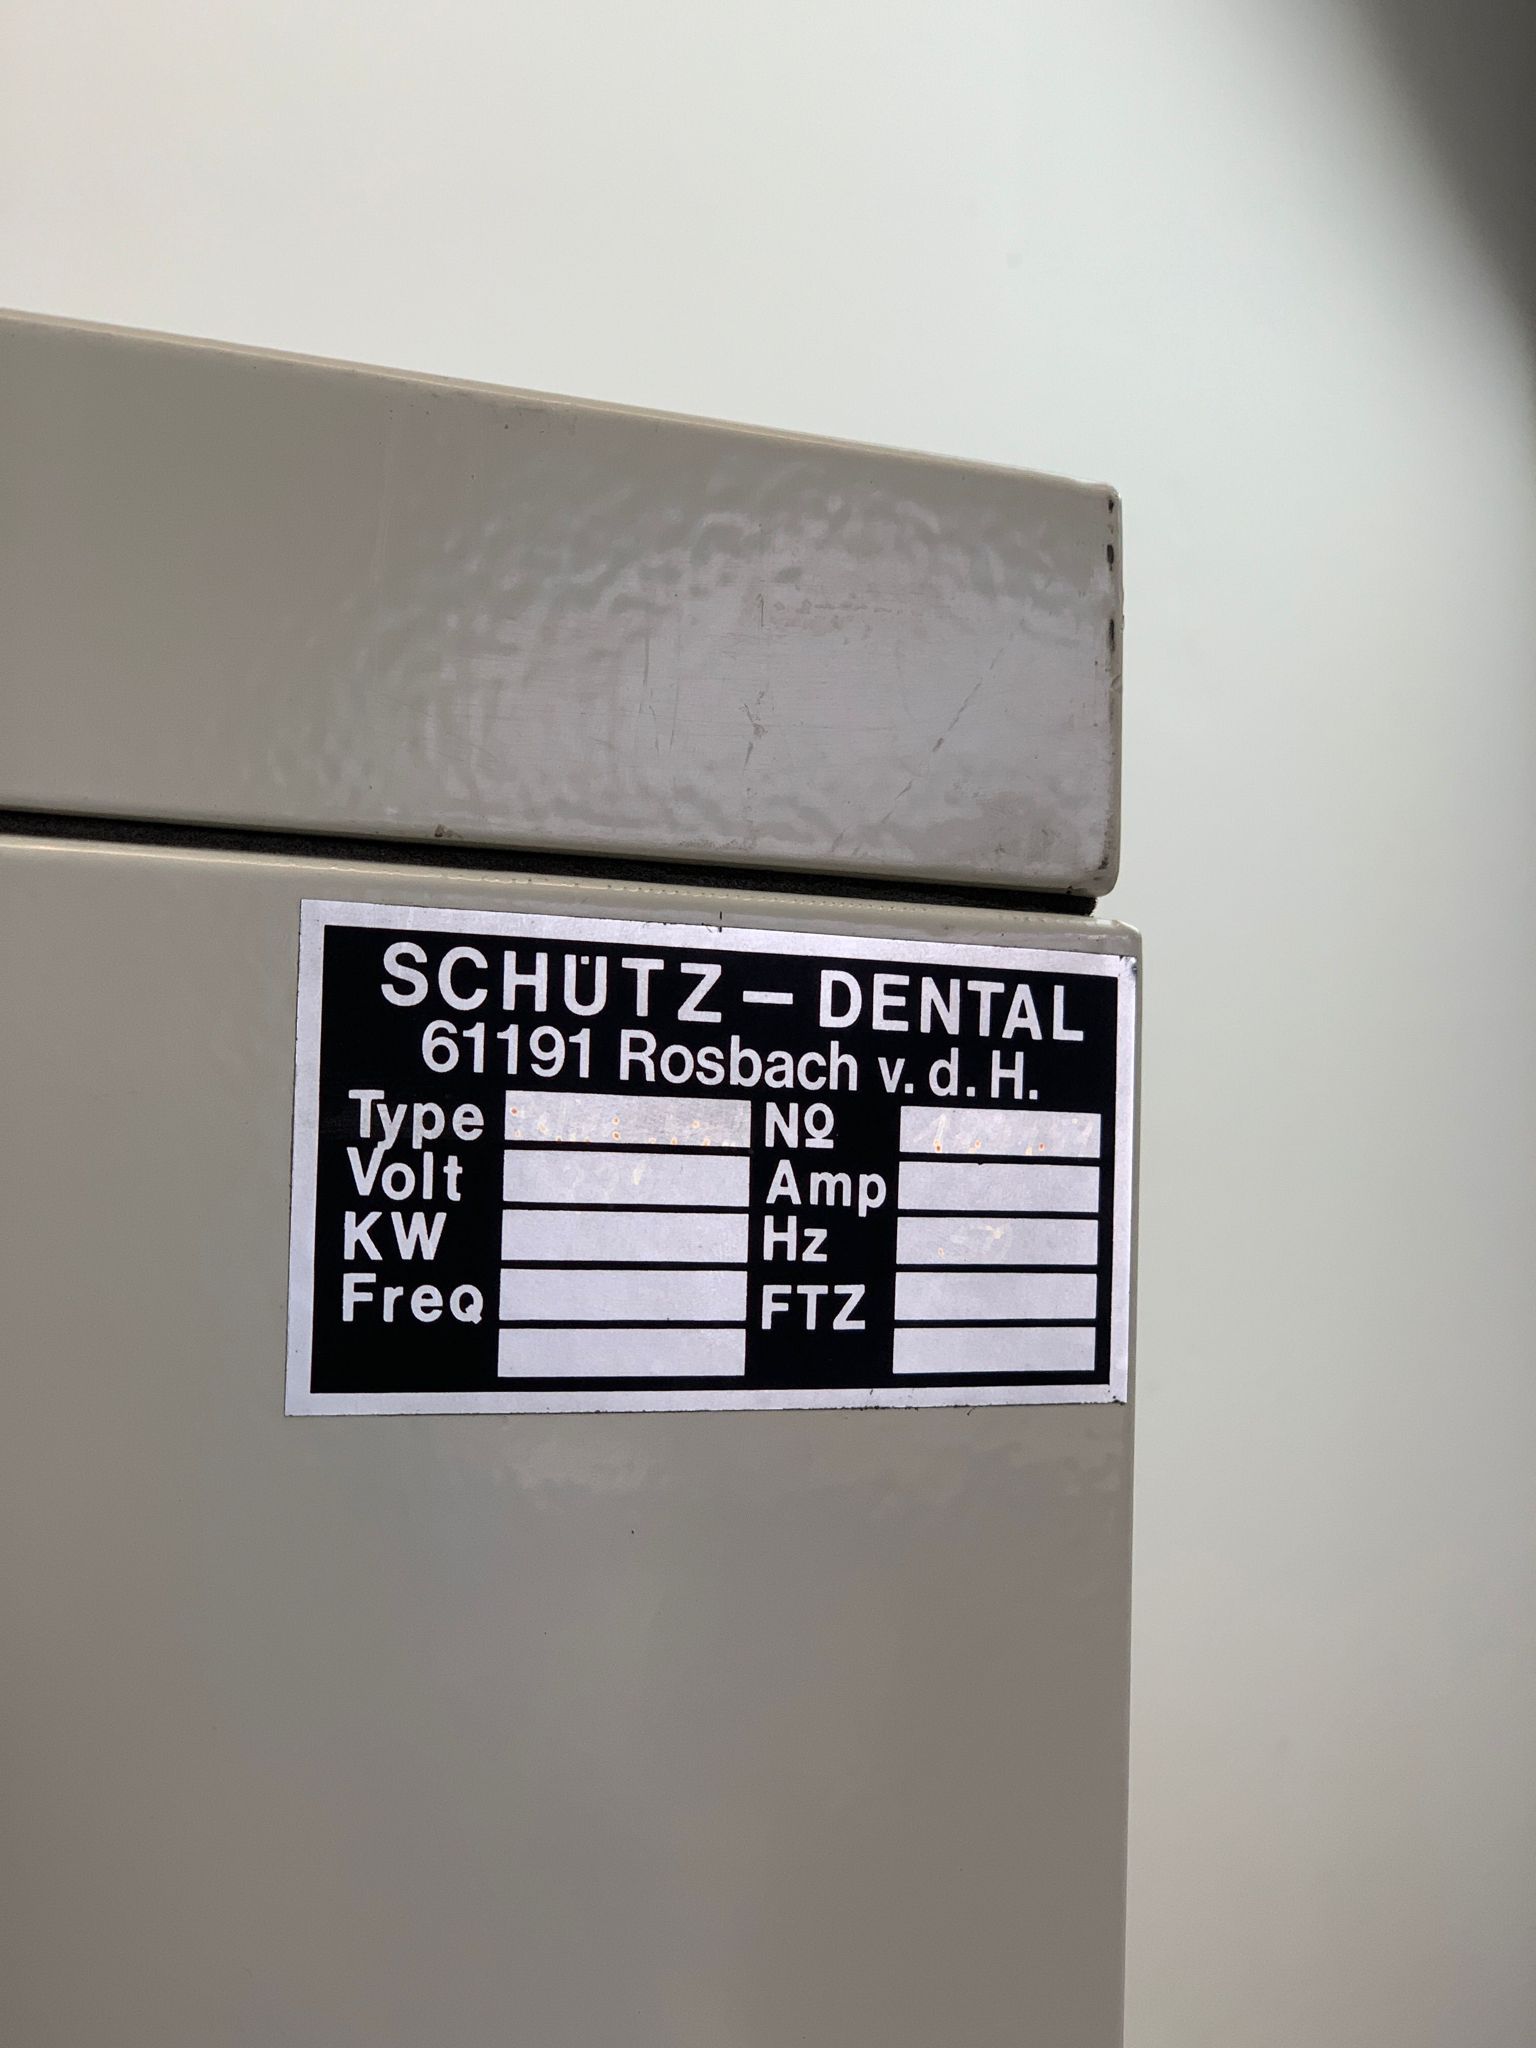 SCHÜTZ – DENTAL
61191 Rosbach v. d. H.
Type Nº
Volt Amp
KW Hz
Freq FTZ